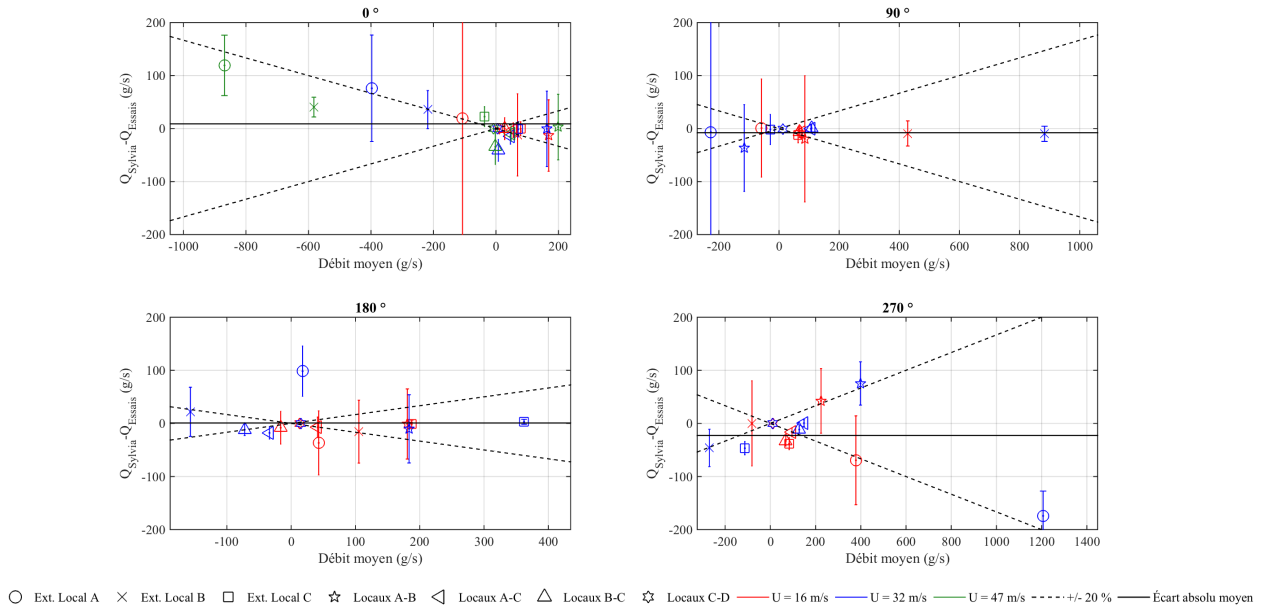 0 °
200
100
0
-100
-200
-1000
-800
-600
-400
-200
0
200
Q_Sylvia-Q_Essais (g/s)
Débit moyen (g/s)
90 °
200
100
0
-100
-200
-200
0
200
400
600
800
1000
Q_Sylvia-Q_Essais (g/s)
Débit moyen (g/s)
180 °
200
100
0
-100
-200
-100
0
100
200
300
400
Q_Sylvia-Q_Essais (g/s)
Débit moyen (g/s)
270 °
200
100
0
-100
-200
-200
0
200
400
600
800
1000
1200
1400
Q_Sylvia-Q_Essais (g/s)
Débit moyen (g/s)
Ext. Local A
Ext. Local B
Ext. Local C
Locaux A-B
Locaux A-C
Locaux B-C
Locaux C-D
U = 16 m/s
U = 32 m/s
U = 47 m/s
+/- 20 %
Écart absolu moyen